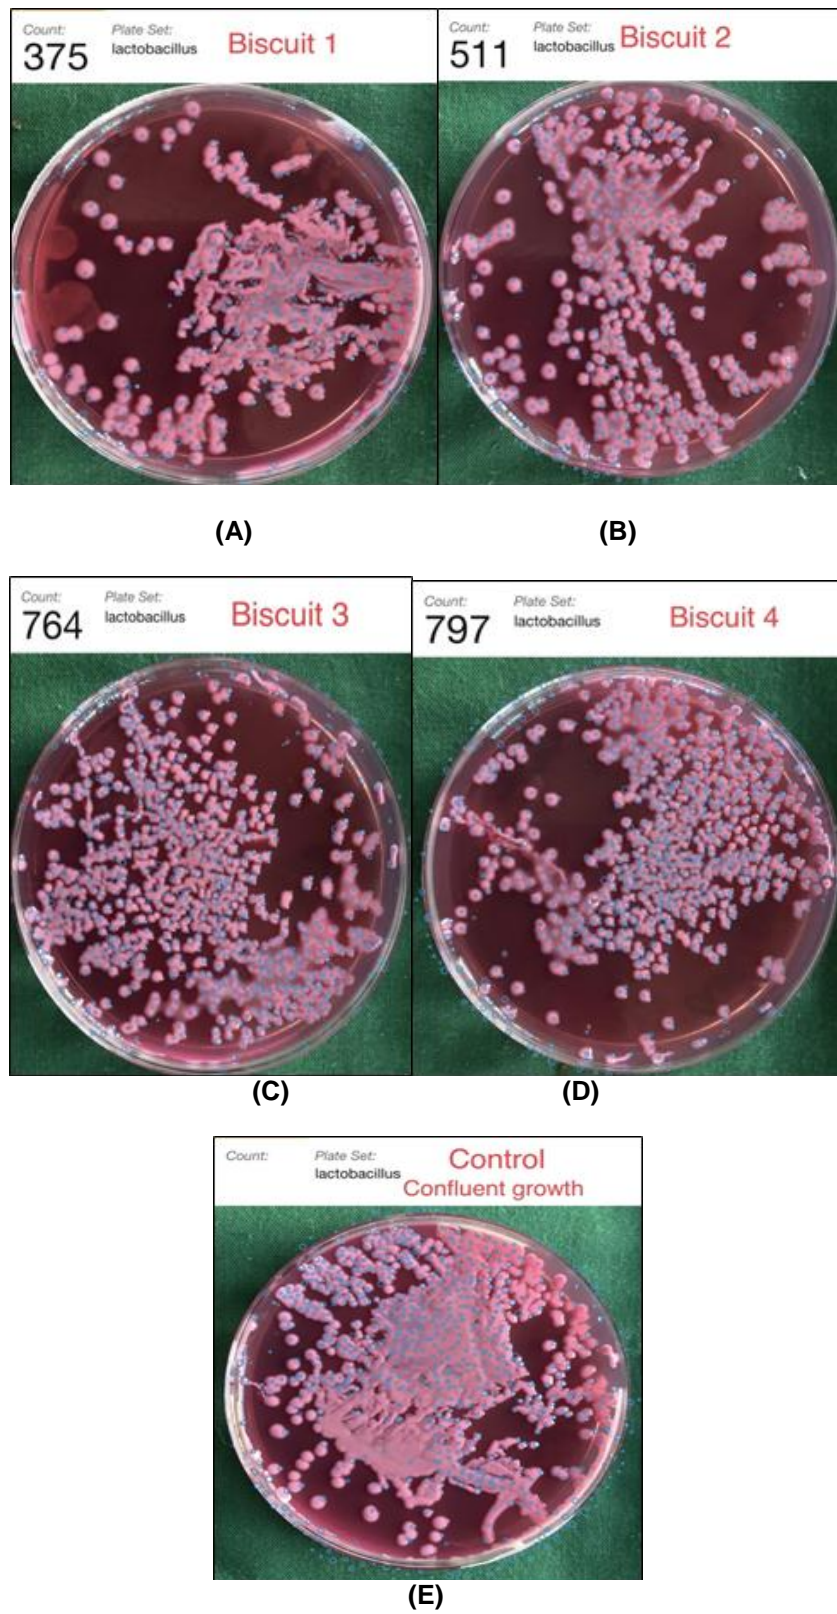 Count: Plate Set:
375 lactobacillus Biscuit 1
Count: Plate Set:
511 lactobacillus Biscuit 2
(A) (B)
Count: Plate Set:
764 lactobacillus Biscuit 3
Count: Plate Set:
797 lactobacillus Biscuit 4
(C) (D)
Count: Plate Set: Control
lactobacillus Confluent growth
(E)